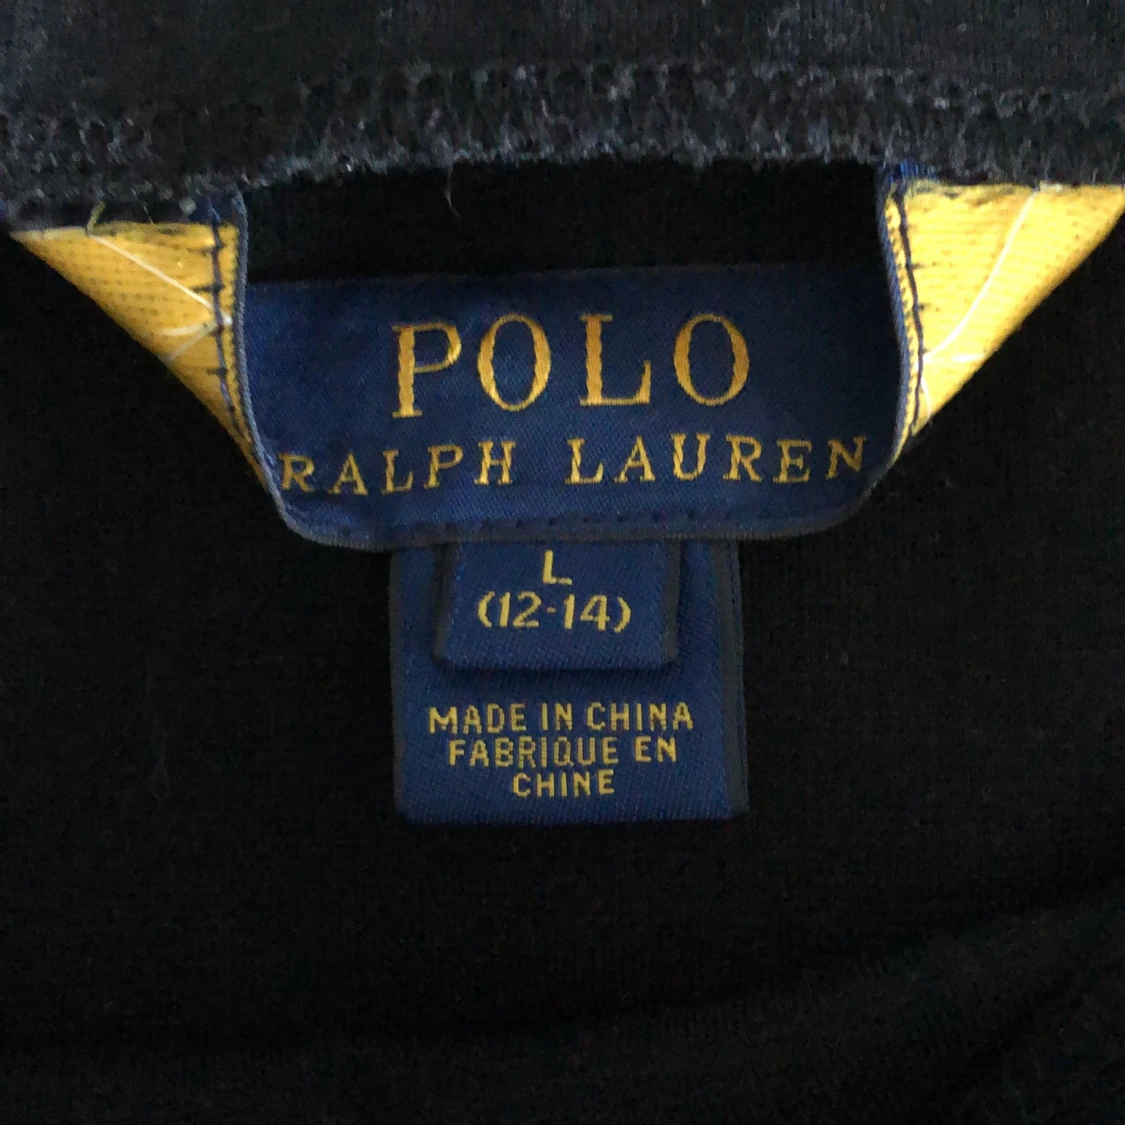 POLO
RALPH LAUREN
L
(12-14)
MADE IN CHINA
FABRIQUE EN
CHINE